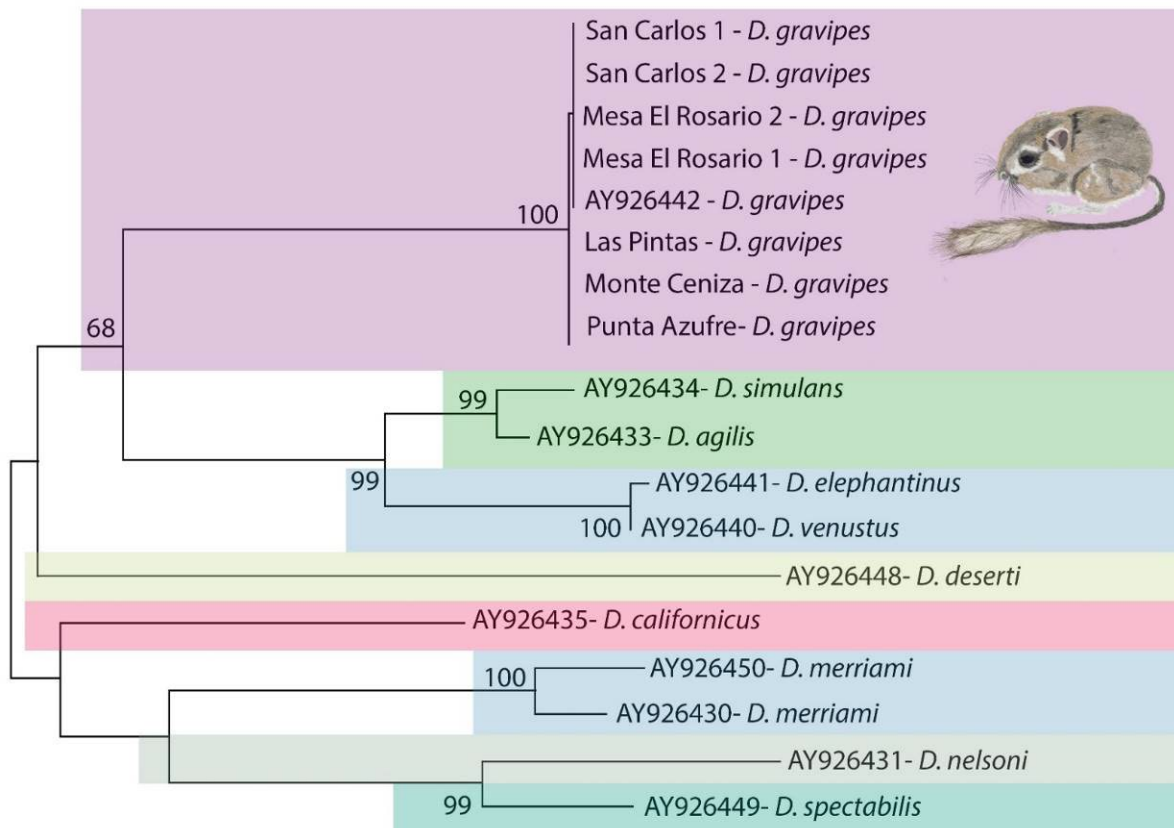 San Carlos 1 - D. gravipes
San Carlos 2 - D. gravipes
Mesa El Rosario 2 - D. gravipes
Mesa El Rosario 1 - D. gravipes
100
AY926442 - D. gravipes
Las Pintas - D. gravipes
Monte Ceniza - D. gravipes
68
Punta Azufre- D. gravipes
AY926434- D. simulans
99
AY926433- D. agilis
99
AY926441- D. elephantinus
100
AY926440- D. venustus
AY926448- D. deserti
AY926435- D. californicus
AY926450- D. merriami
100
AY926430- D. merriami
AY926431- D. nelsoni
99
AY926449- D. spectabilis